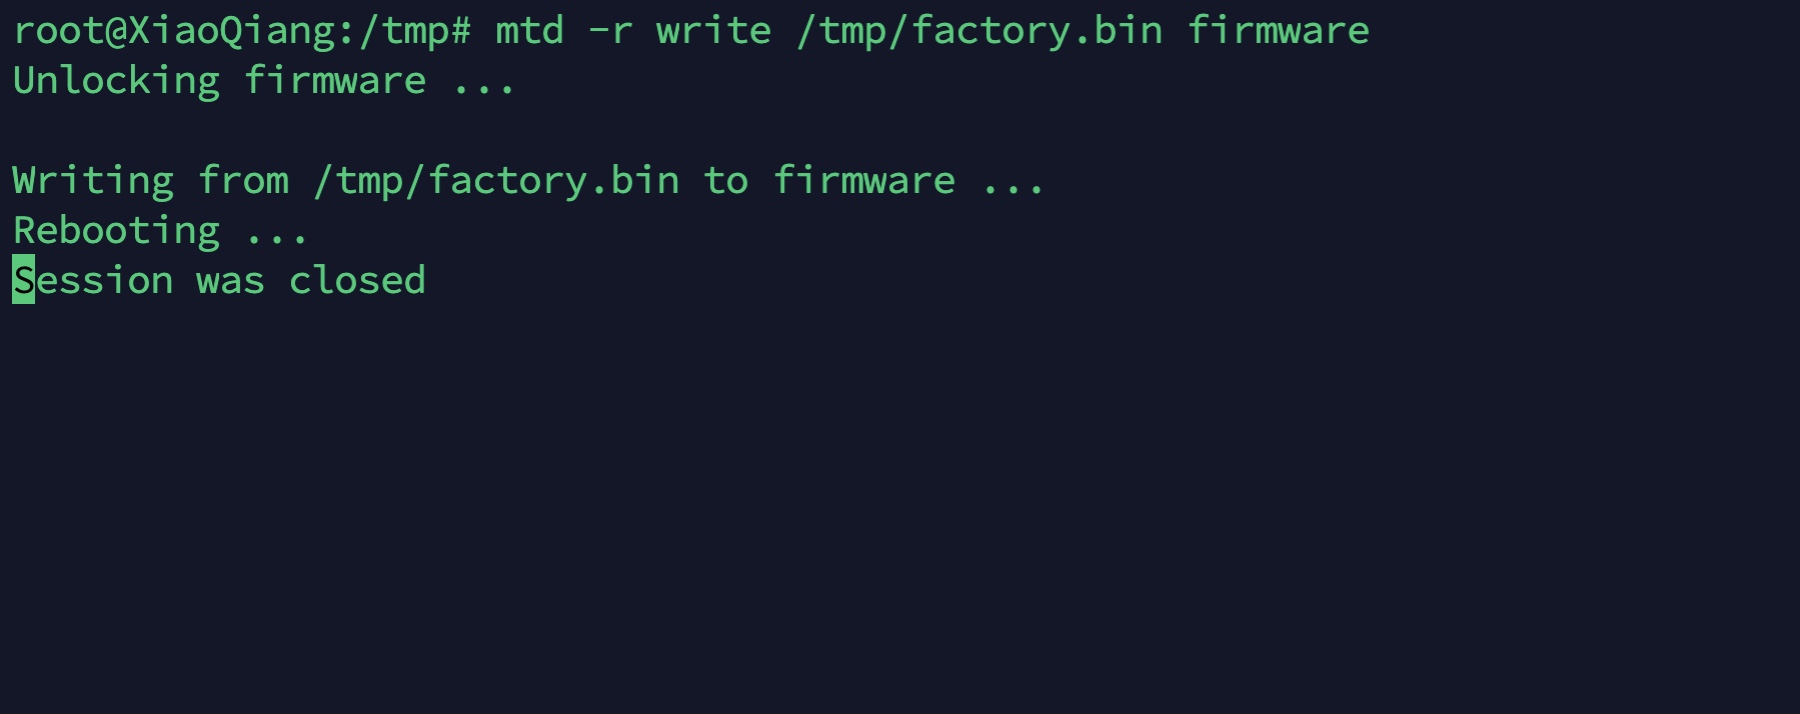 root@XiaoQiang:/tmp# mtd -r write /tmp/factory.bin firmware
Unlocking firmware ...
Writing from /tmp/factory.bin to firmware ...
Rebooting ...
Session was closed